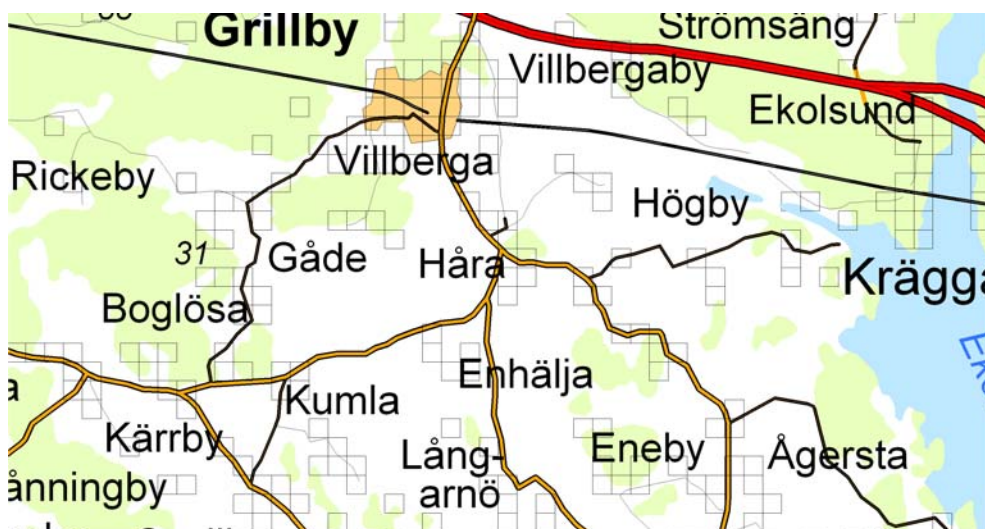 Grillby
Strömsäng
Villbergaby
Ekolsund
Villberga
Rickeby
Högby
31
Gåde
Håra
Krägga
Boglösa
Enhälja
Kumla
Kärrby
Lång-
arnö
Eneby
Ågersta
ånningby